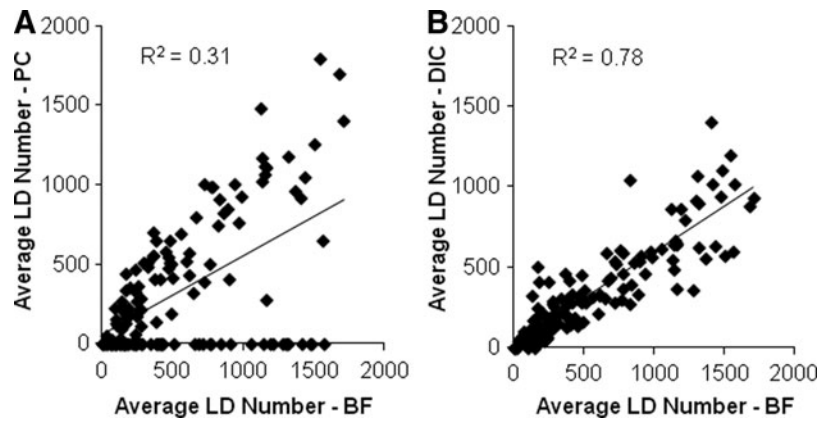 A
2000
1500
1000
500
0
Average LD Number - PC
R² = 0.31
0 500 1000 1500 2000
Average LD Number - BF
B
2000
1500
1000
500
0
Average LD Number - DIC
R² = 0.78
0 500 1000 1500 2000
Average LD Number - BF